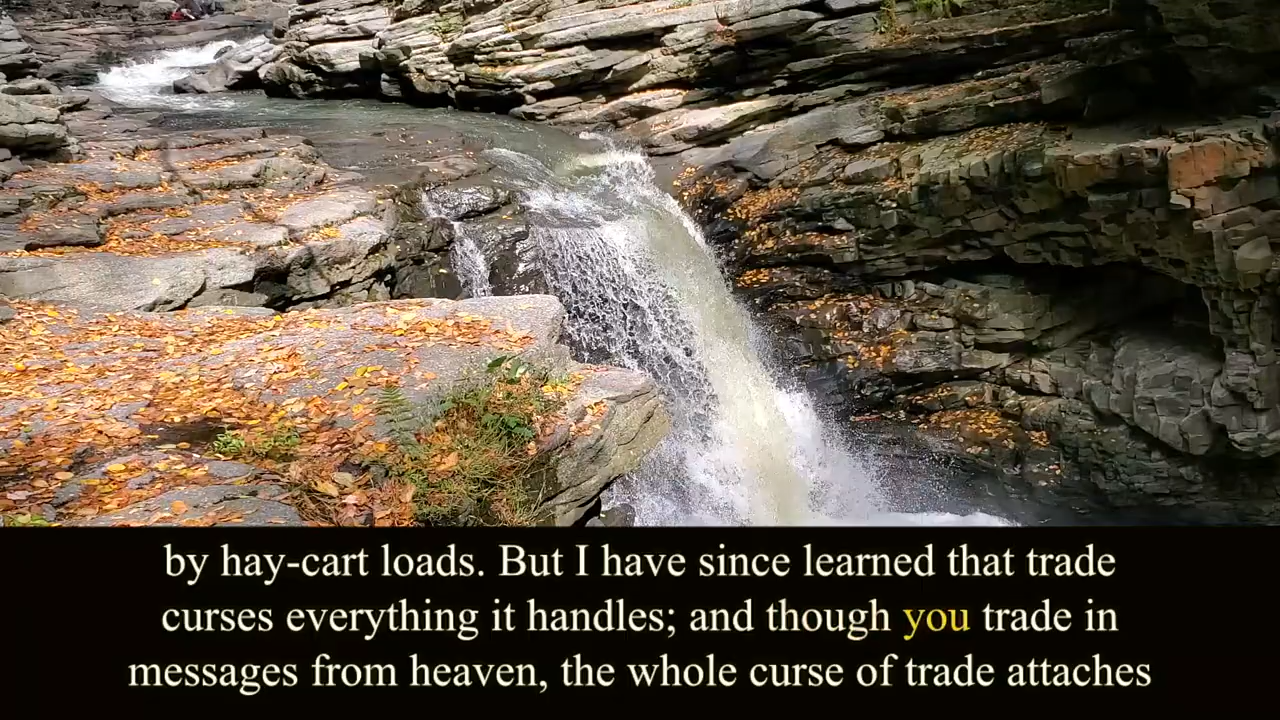 by hay-cart loads. But I have since learned that trade
curses everything it handles; and though you trade in
messages from heaven, the whole curse of trade attaches